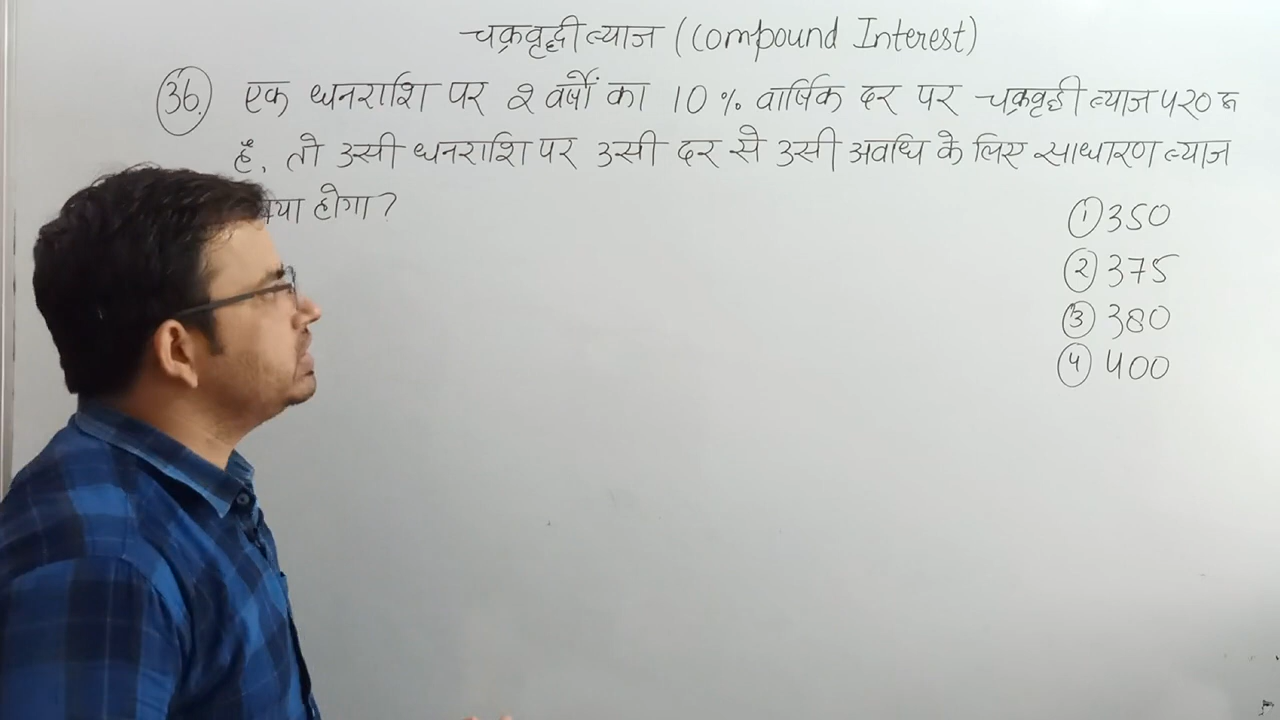 चक्रवृद्धी ब्याज (Compound Interest)
36. एक धनराशि पर 2 वर्षों का 10% वार्षिक दर पर चक्रवृद्धी ब्याज 420 रू
है, तो उसी धनराशि पर उसी दर से उसी अवधि के लिए साधारण ब्याज
क्या होगा?
① 350
② 375
③ 380
④ 400